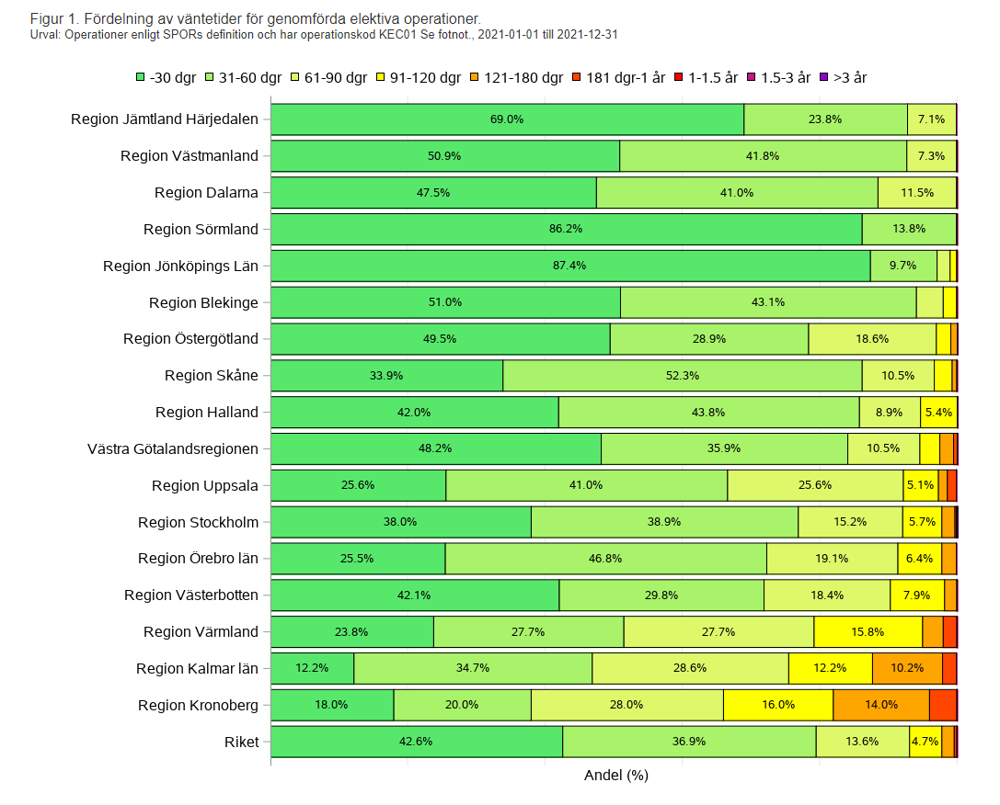 Figur 1. Fördelning av väntetider för genomförda elektiva operationer.
Urval: Operationer enligt SPORs definition och har operationskod KEC01 Se fotnot., 2021-01-01 till 2021-12-31
-30 dgr 31-60 dgr 61-90 dgr 91-120 dgr 121-180 dgr 181 dgr-1 år 1-1.5 år 1.5-3 år >3 år
Region Jämtland Härjedalen 69.0% 23.8% 7.1%
Region Västmanland 50.9% 41.8% 7.3%
Region Dalarna 47.5% 41.0% 11.5%
Region Sörmland 86.2% 13.8%
Region Jönköpings Län 87.4% 9.7%
Region Blekinge 51.0% 43.1%
Region Östergötland 49.5% 28.9% 18.6%
Region Skåne 33.9% 52.3% 10.5%
Region Halland 42.0% 43.8% 8.9% 5.4%
Västra Götalandsregionen 48.2% 35.9% 10.5%
Region Uppsala 25.6% 41.0% 25.6% 5.1%
Region Stockholm 38.0% 38.9% 15.2% 5.7%
Region Örebro län 25.5% 46.8% 19.1% 6.4%
Region Västerbotten 42.1% 29.8% 18.4% 7.9%
Region Värmland 23.8% 27.7% 27.7% 15.8%
Region Kalmar län 12.2% 34.7% 28.6% 12.2% 10.2%
Region Kronoberg 18.0% 20.0% 28.0% 16.0% 14.0%
Riket 42.6% 36.9% 13.6% 4.7%
Andel (%)